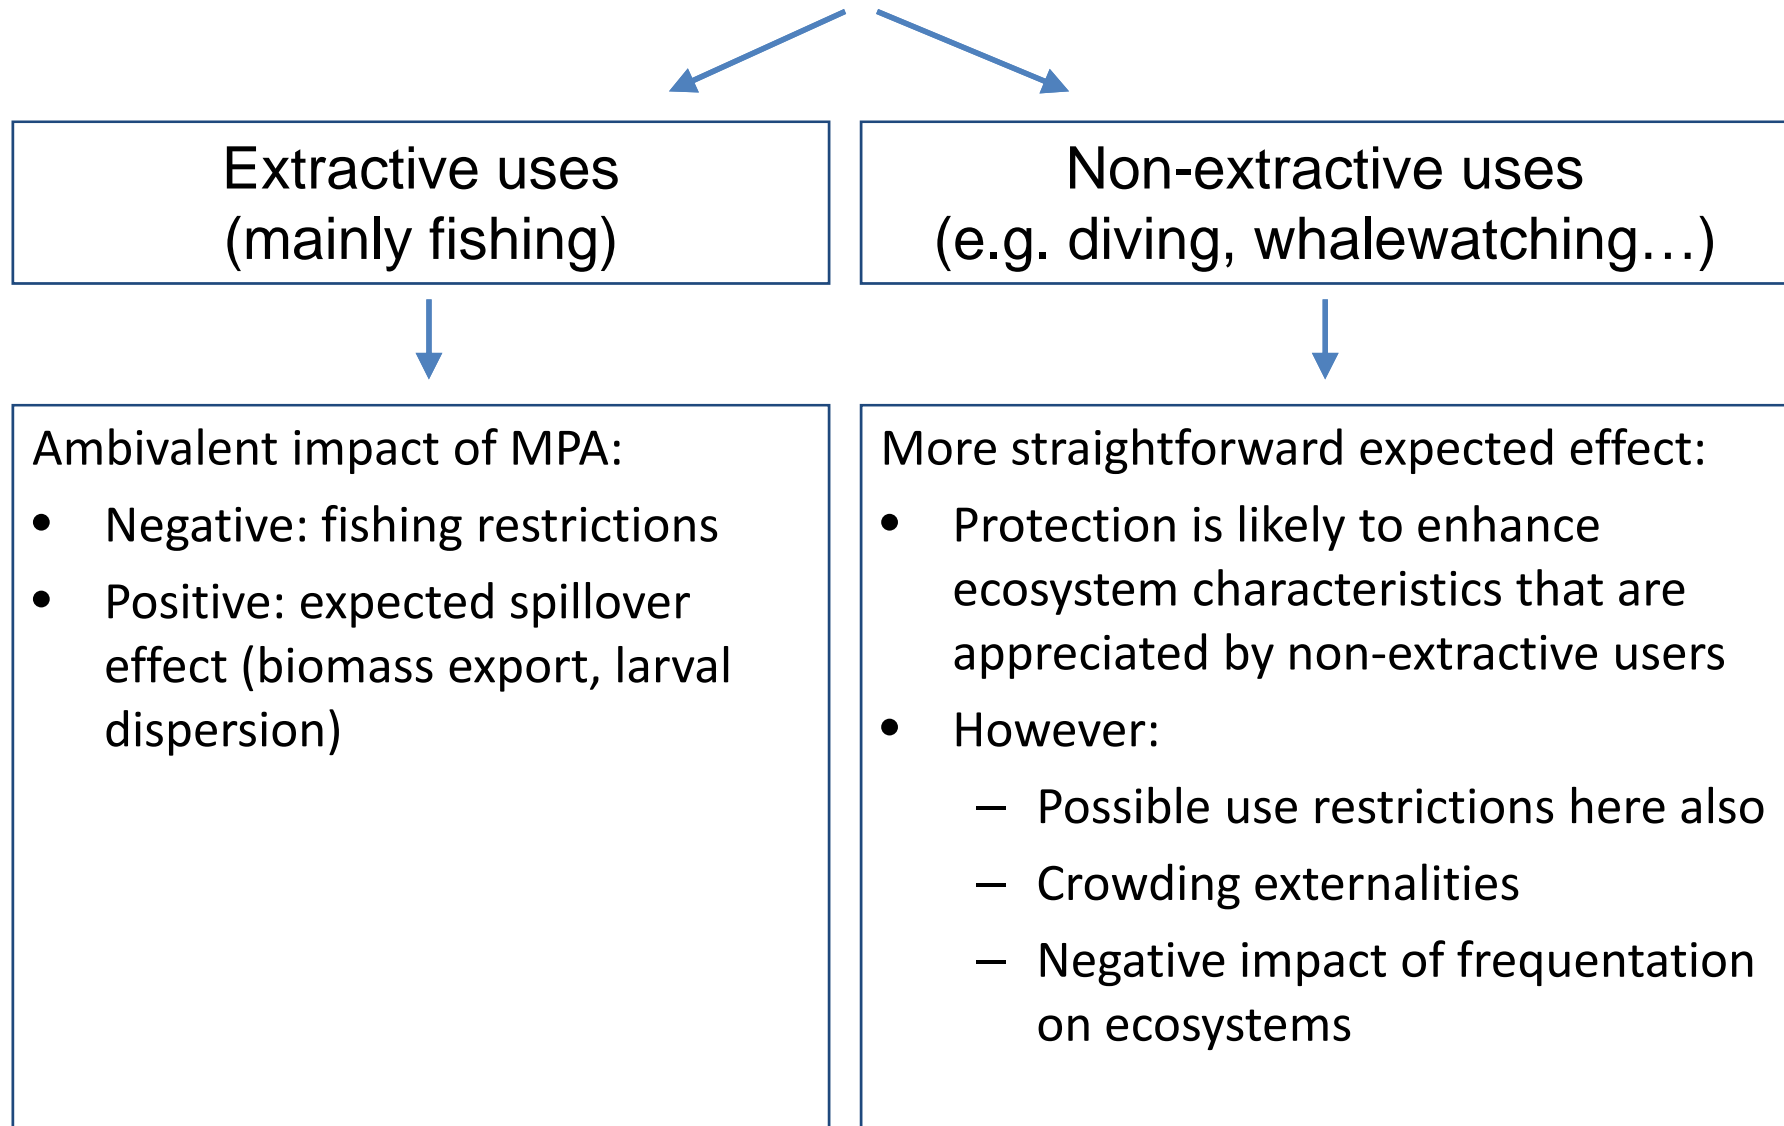 Extractive uses
(mainly fishing)
Non-extractive uses
(e.g. diving, whalewatching…)
Ambivalent impact of MPA:
• Negative: fishing restrictions
• Positive: expected spillover
effect (biomass export, larval
dispersion)
More straightforward expected effect:
• Protection is likely to enhance
ecosystem characteristics that are
appreciated by non-extractive users
• However:
– Possible use restrictions here also
– Crowding externalities
– Negative impact of frequentation
on ecosystems